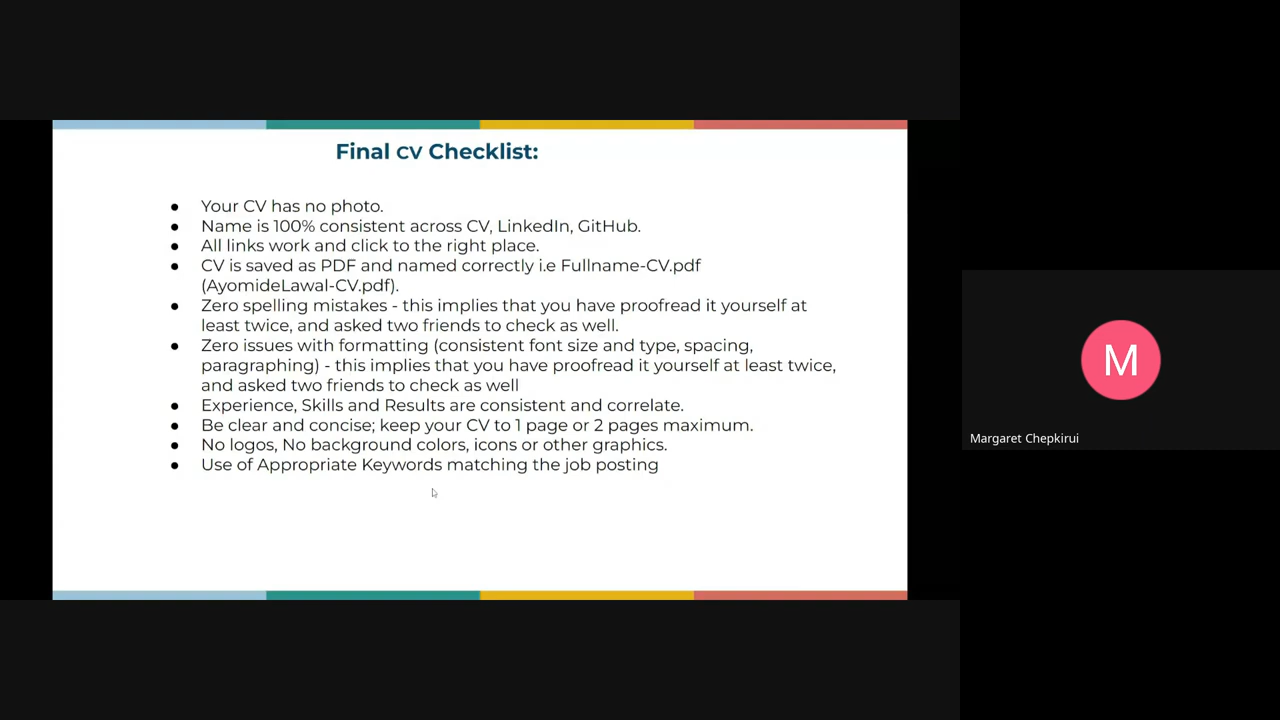 Final CV Checklist:
● Your CV has no photo.
● Name is 100% consistent across CV, LinkedIn, GitHub.
● All links work and click to the right place.
● CV is saved as PDF and named correctly i.e Fullname-CV.pdf
(AyomideLawal-CV.pdf).
● Zero spelling mistakes - this implies that you have proofread it yourself at
least twice, and asked two friends to check as well.
● Zero issues with formatting (consistent font size and type, spacing,
paragraphing) - this implies that you have proofread it yourself at least twice,
and asked two friends to check as well
● Experience, Skills and Results are consistent and correlate.
● Be clear and concise; keep your CV to 1 page or 2 pages maximum.
● No logos, No background colors, icons or other graphics.
● Use of Appropriate Keywords matching the job posting
M
Margaret Chepkirui